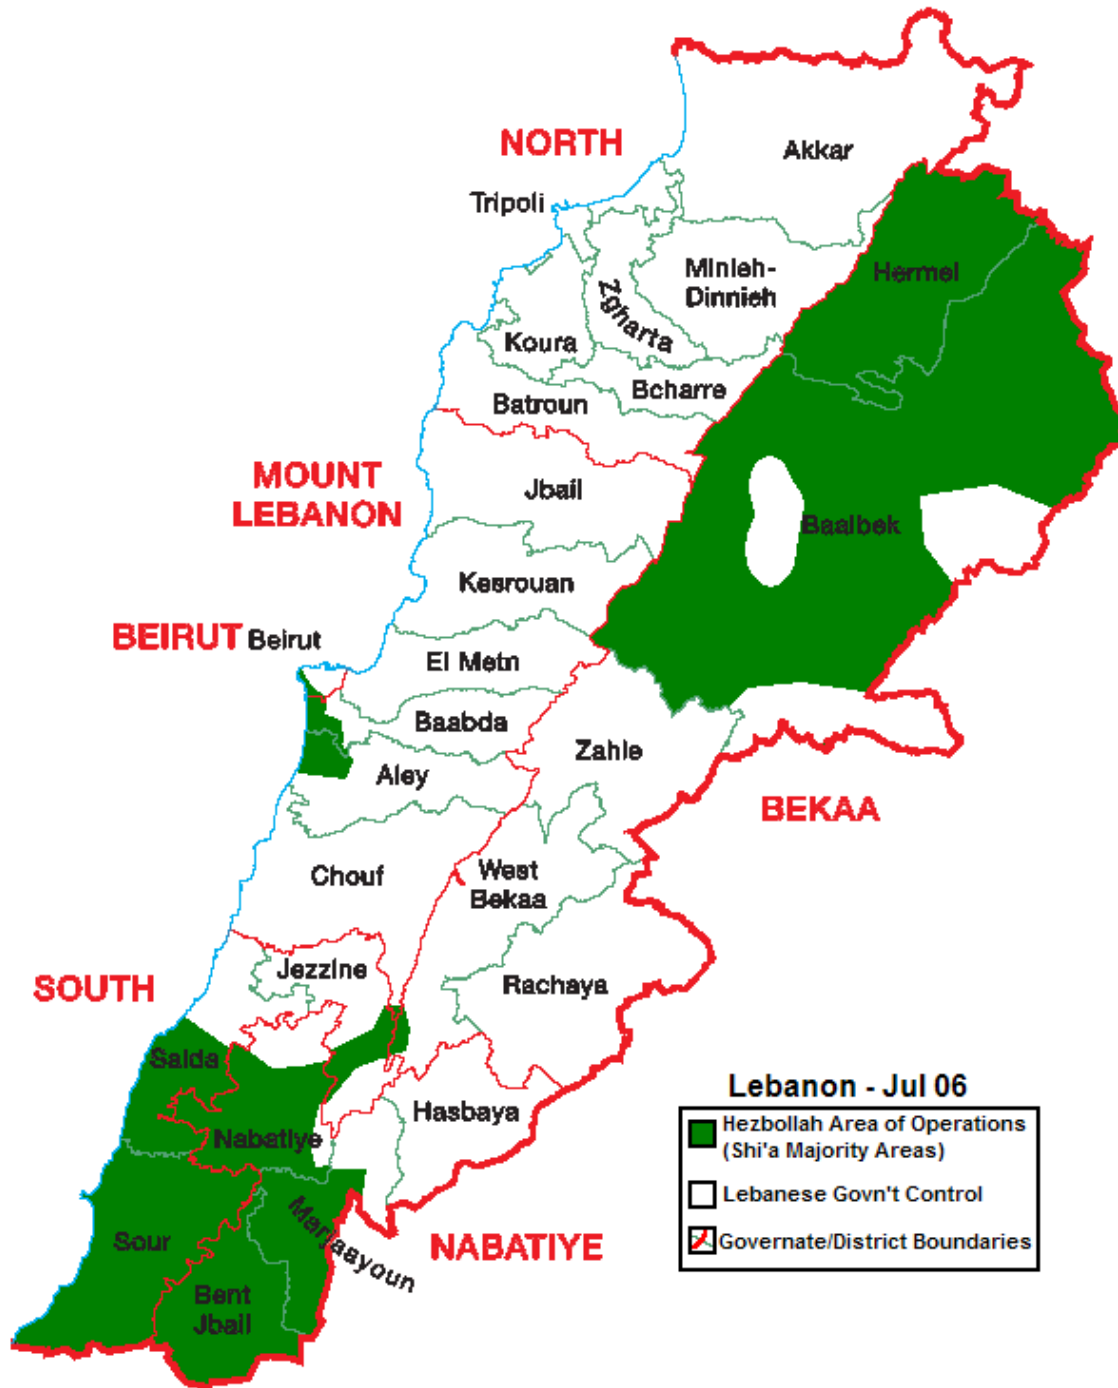 NORTH
Akkar
Tripoli
Minieh-
Dinnieh
Hermel
Zgharta
Koura
Bcharre
Batroun
MOUNT
LEBANON
Jbail
Baalbek
Kesrouan
BEIRUT
Beirut
El Metn
Baabda
Zahle
Aley
BEKAA
Chouf
West
Bekaa
Jezzine
SOUTH
Rachaya
Saida
Hasbaya
Nabatiye
Marjaayoun
Sour
NABATIYE
Bent
Jbail
Lebanon - Jul 06
Hezbollah Area of Operations
(Shi'a Majority Areas)
Lebanese Govn't Control
Governate/District Boundaries